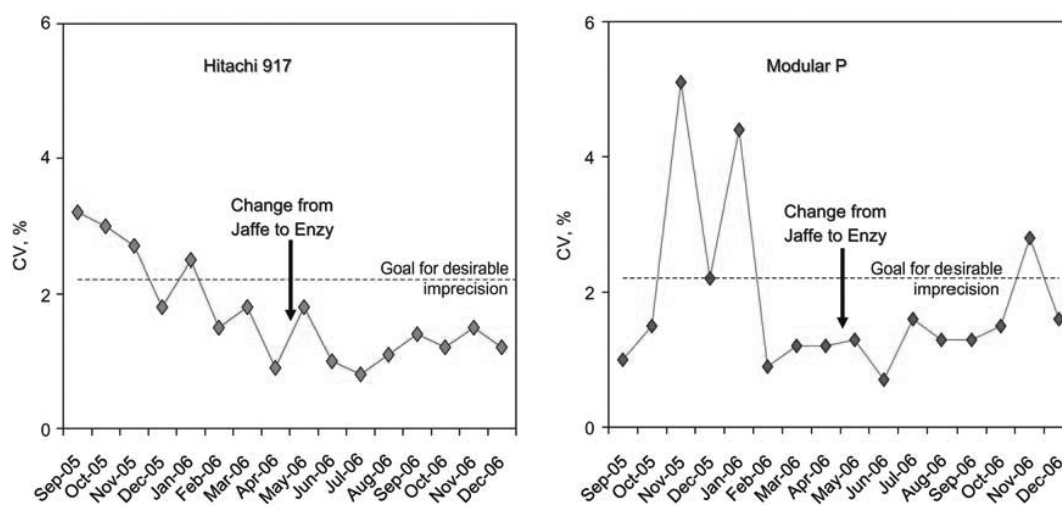 6
4
2
0
CV, %
Hitachi 917
Change from
Jaffe to Enzy
Goal for desirable
imprecision
Sep-05
Oct-05
Nov-05
Dec-05
Jan-06
Feb-06
Mar-06
Apr-06
May-06
Jun-06
Jul-06
Aug-06
Sep-06
Oct-06
Nov-06
Dec-06
6
4
2
0
CV, %
Modular P
Change from
Jaffe to Enzy
Goal for desirable
imprecision
Sep-05
Oct-05
Nov-05
Dec-05
Jan-06
Feb-06
Mar-06
Apr-06
May-06
Jun-06
Jul-06
Aug-06
Sep-06
Oct-06
Nov-06
Dec-06